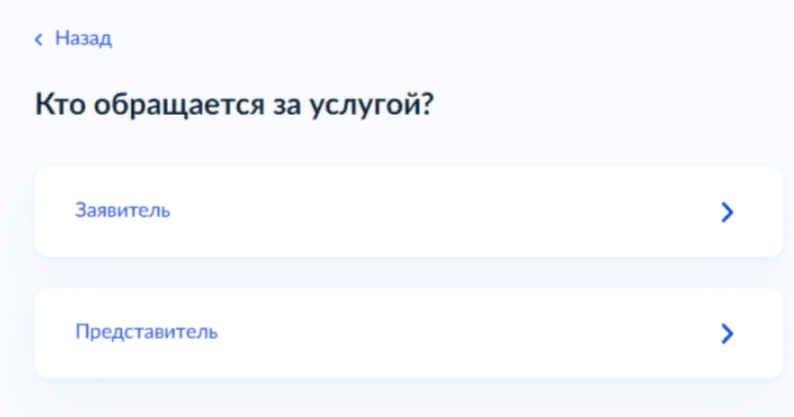 Назад
Кто обращается за услугой?
Заявитель
Представитель